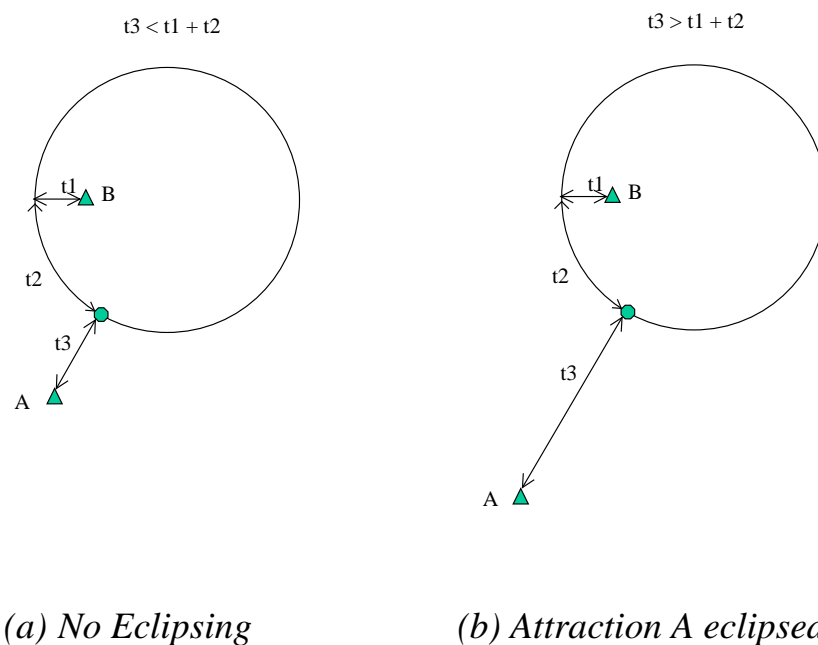 t3 < t1 + t2
t3 > t1 + t2
t1
B
t1
B
t2
t2
t3
t3
A
A
(a) No Eclipsing
(b) Attraction A eclipsed